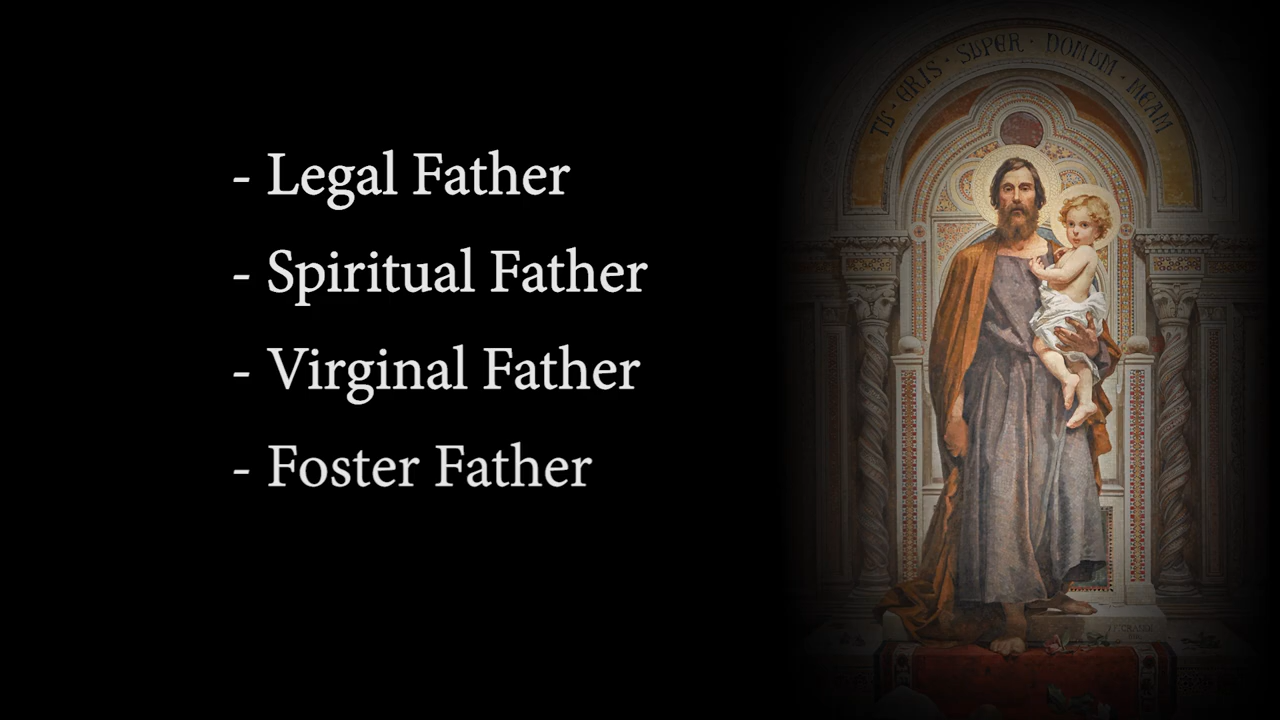 TU · ERIS · SUPER · DOMUM · MEAM
- Legal Father
- Spiritual Father
- Virginal Father
- Foster Father